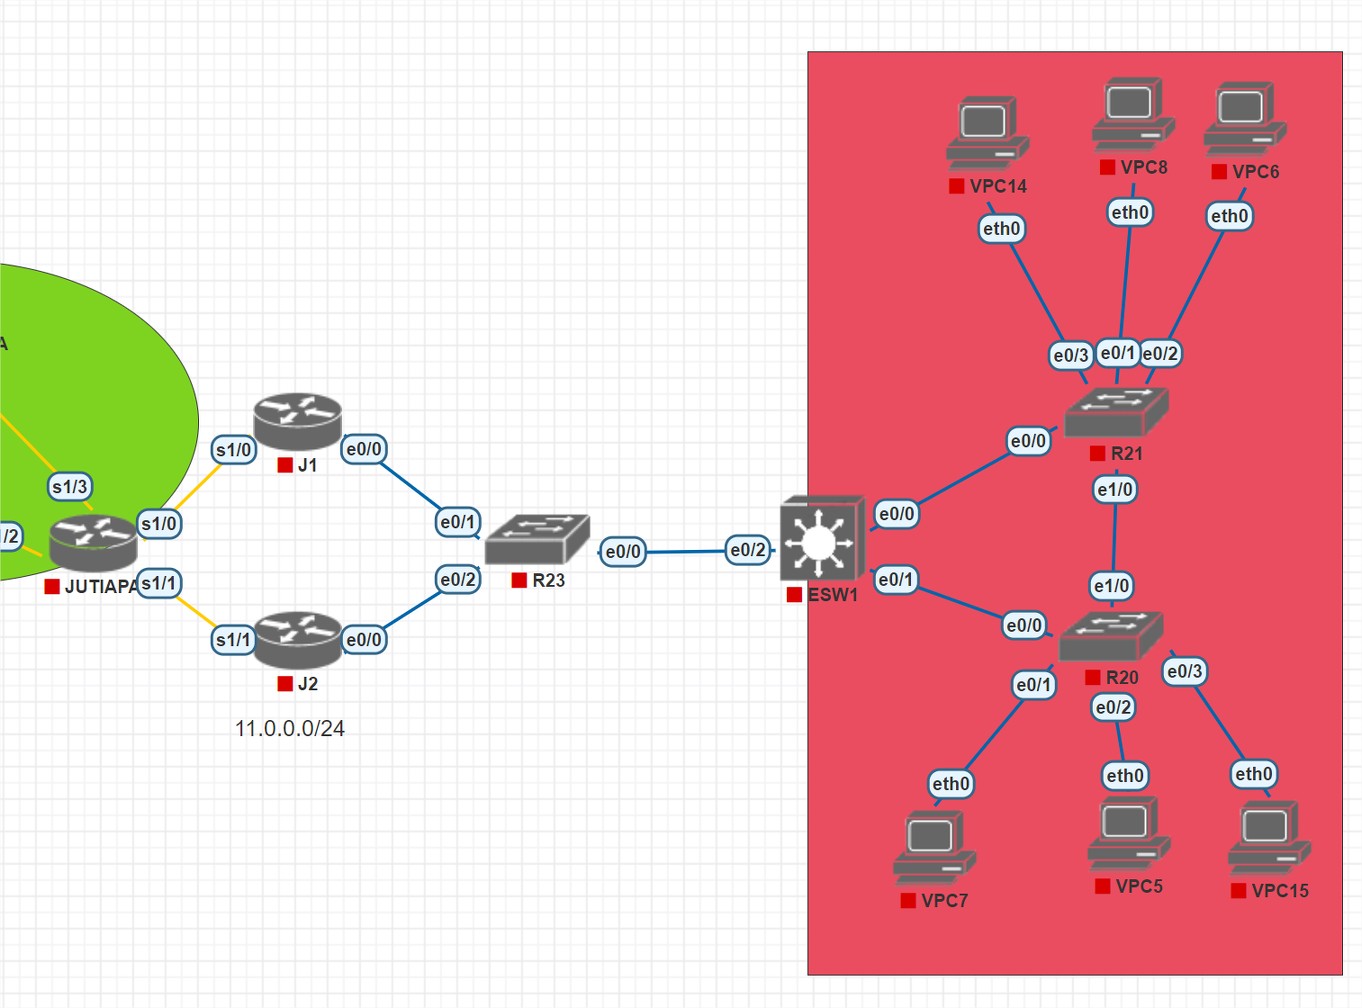 VPC14
VPC8
VPC6
eth0
eth0
eth0
e0/3
e0/1
e0/2
R21
e0/0
e1/0
A
s1/3
s1/0
s1/0
J1
e0/0
/2
JUTIAPA
s1/1
s1/1
J2
e0/0
11.0.0.0/24
e0/1
e0/2
R23
e0/0
e0/2
ESW1
e0/0
e0/1
e1/0
e0/0
R20
e0/1
e0/2
e0/3
eth0
eth0
eth0
VPC7
VPC5
VPC15